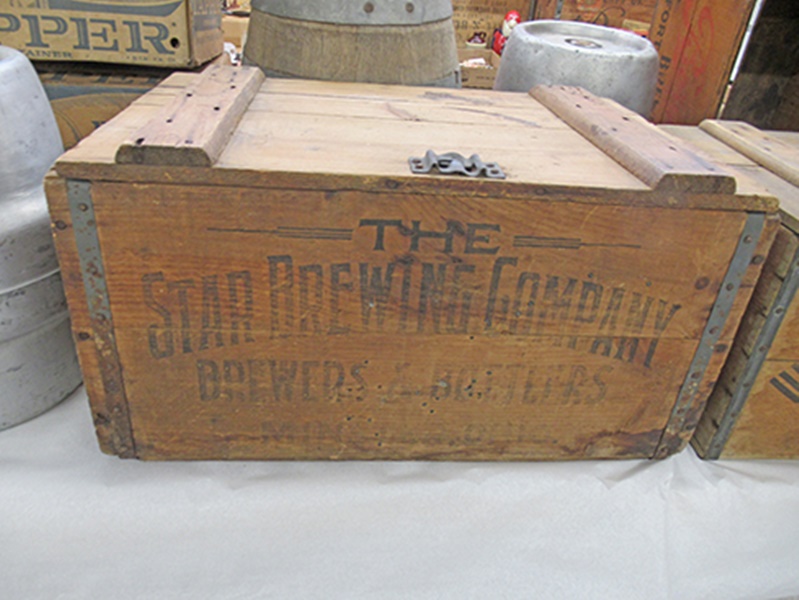 PPER
THE
STAR BREWING COMPANY
BREWERS & BOTTLERS